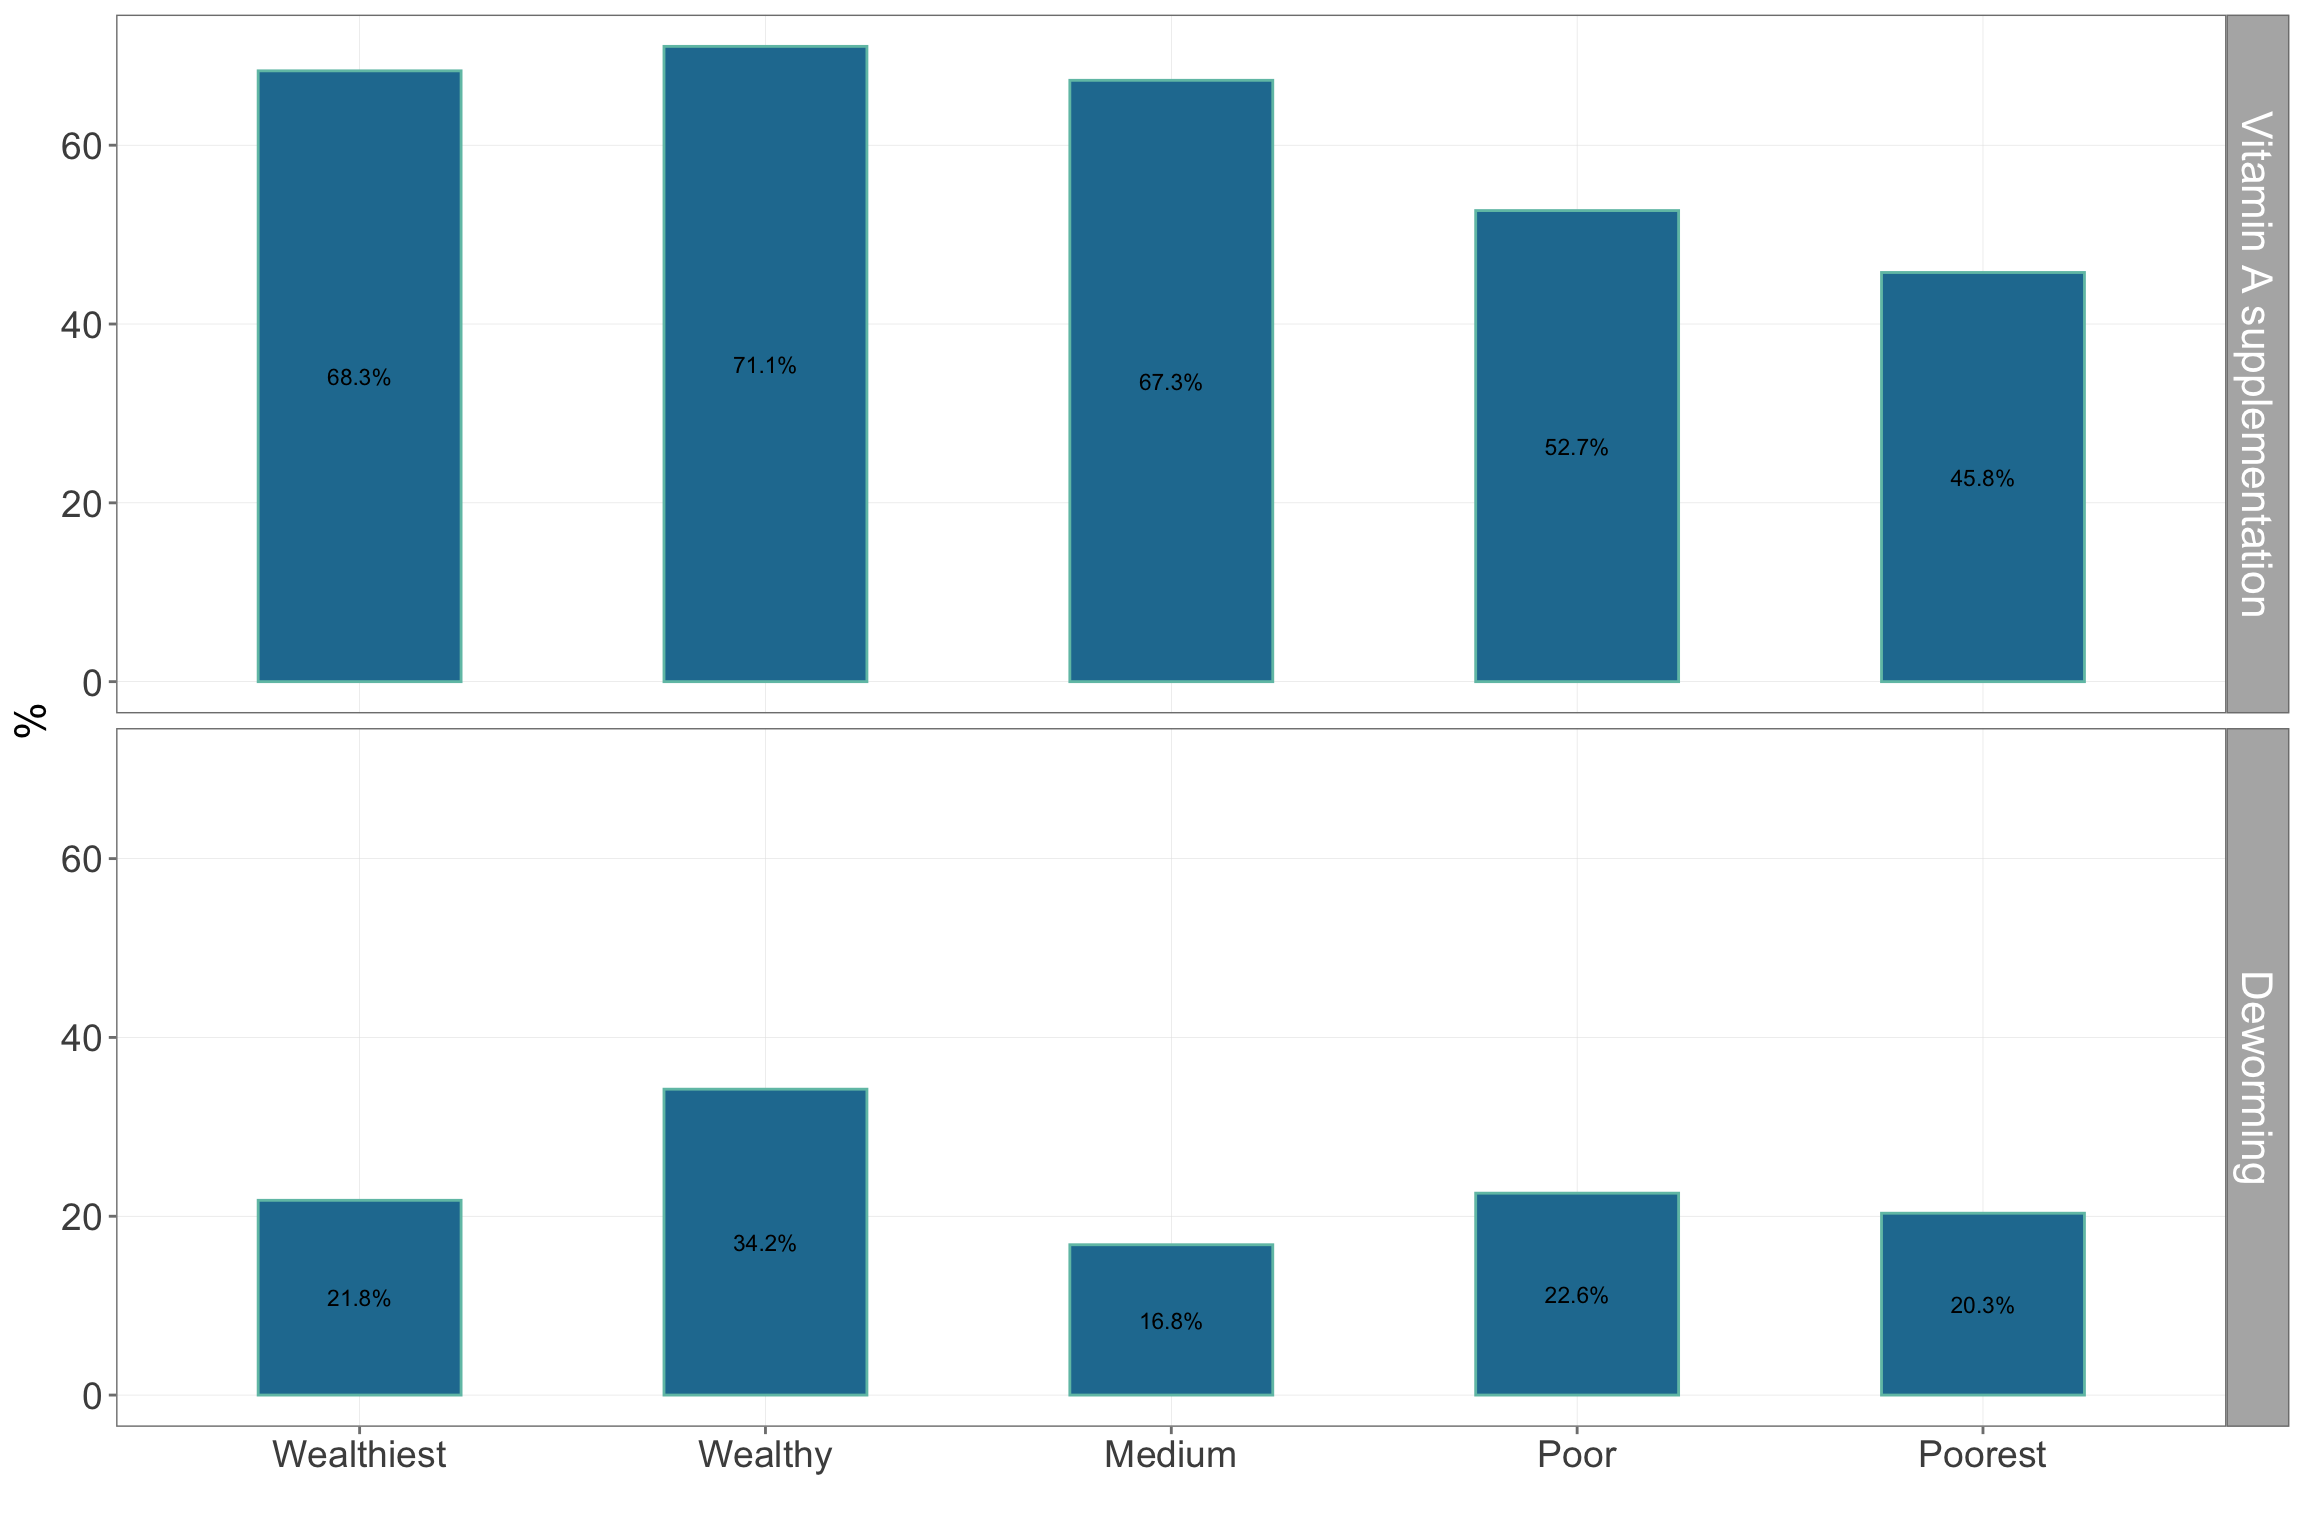 60
40
20
0
68.3%
71.1%
67.3%
52.7%
45.8%
Vitamin A supplementation
%
60
40
20
0
21.8%
34.2%
16.8%
22.6%
20.3%
Deworming
Wealthiest
Wealthy
Medium
Poor
Poorest